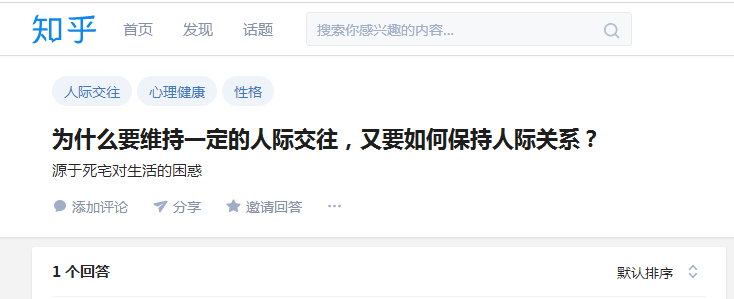 知乎 首页 发现 话题 搜索你感兴趣的内容...
人际交往 心理健康 性格
为什么要维持一定的人际交往，又要如何保持人际关系？
源于死宅对生活的困惑
添加评论 分享 邀请回答 ...
1 个回答 默认排序